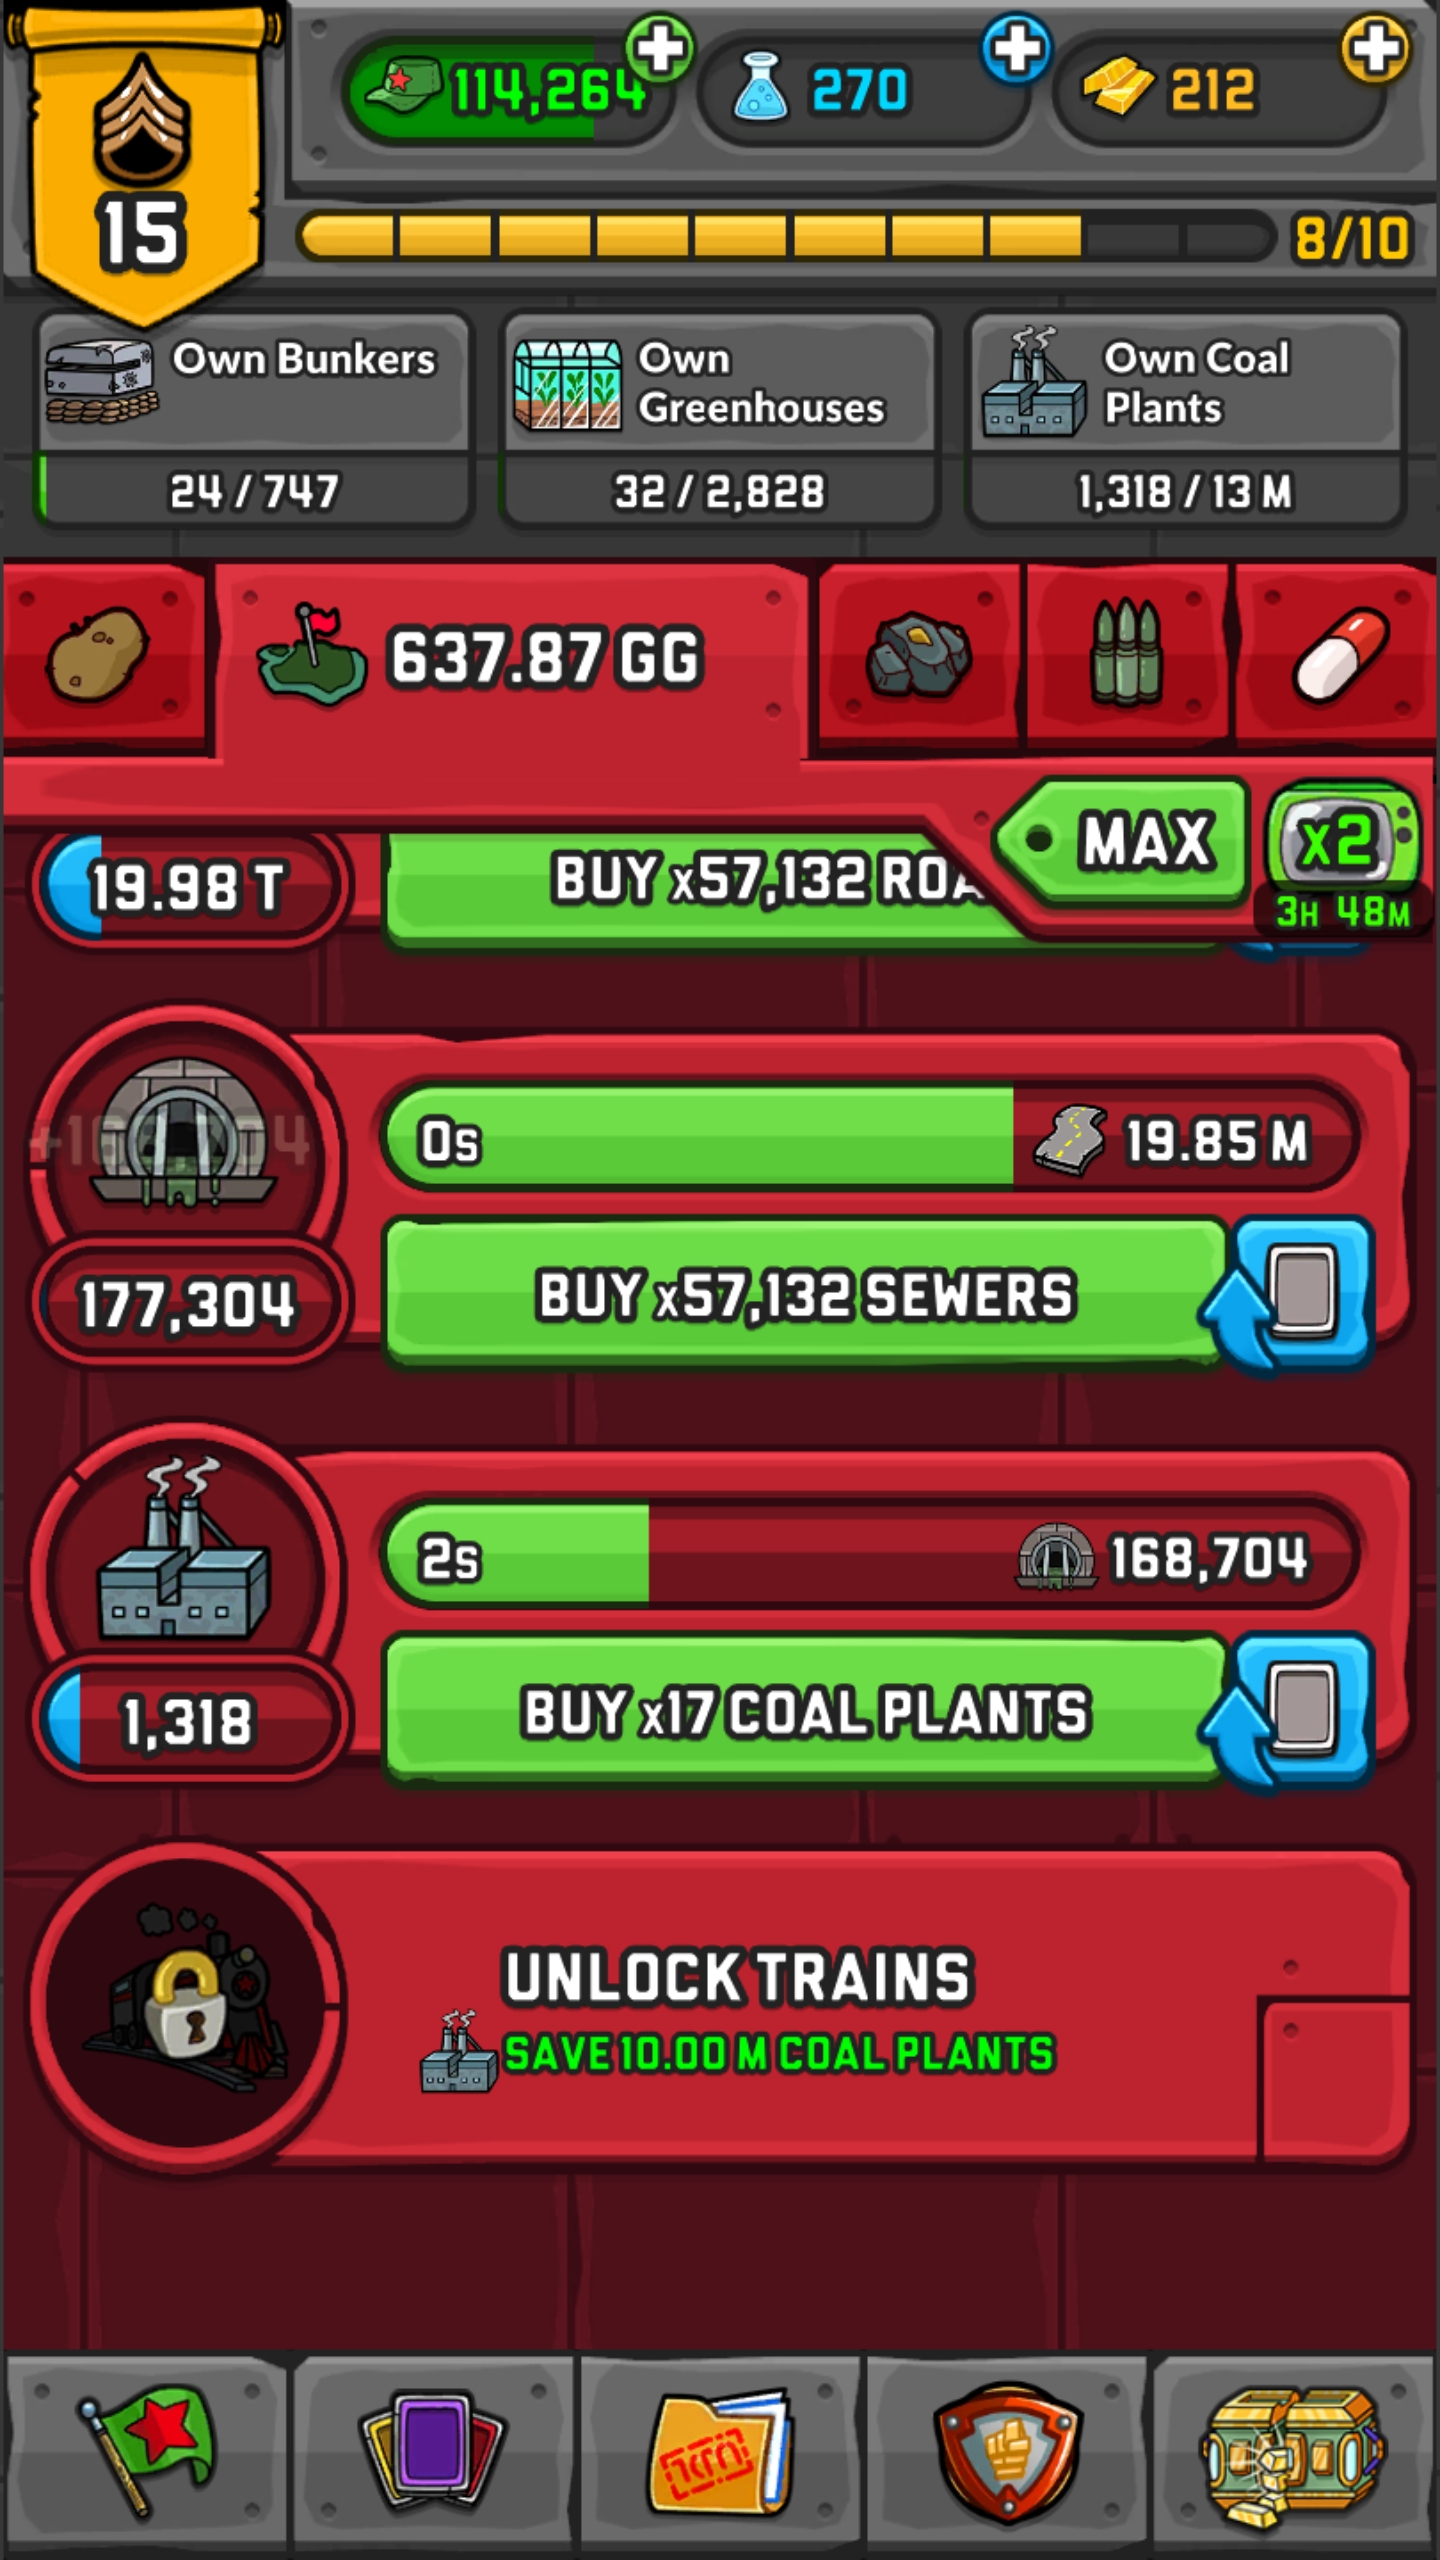 114,264
270
212
15
8/10
Own Bunkers
24 / 747
Own
Greenhouses
32 / 2,828
Own Coal
Plants
1,318 / 13 M
637.87 GG
MAX
x2
3H 48M
19.98 T
BUY x57,132 ROA
0s
19.85 M
177,304
BUY x57,132 SEWERS
2s
168,704
1,318
BUY x17 COAL PLANTS
UNLOCK TRAINS
SAVE 10.00 M COAL PLANTS